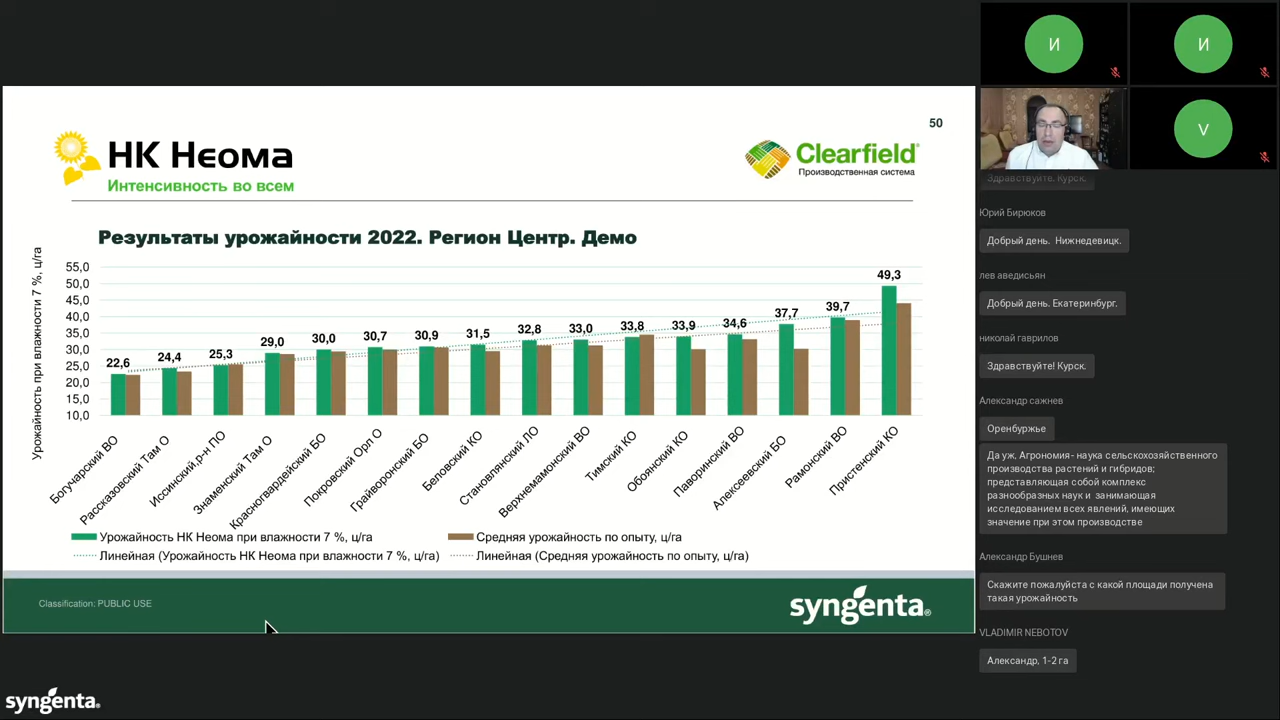 50
НК Неома
Интенсивность во всем
Clearfield®
Производственная система
Результаты урожайности 2022. Регион Центр. Демо
Урожайность при влажности 7 %, ц/га
55,0
50,0
45,0
40,0
35,0
30,0
25,0
20,0
15,0
10,0
22,6
24,4
25,3
29,0
30,0
30,7
30,9
31,5
32,8
33,0
33,8
33,9
34,6
37,7
39,7
49,3
Богучарский ВО
Рассказовский Там О
Иссинский,р-н ПО
Знаменский Там О
Красногвардейский БО
Покровский Орл О
Грайворонский БО
Беловский КО
Становлянский ЛО
Верхнемамонский ВО
Тимский КО
Обоянский КО
Паворинский ВО
Алексеевский БО
Рамонский ВО
Пристенский КО
Урожайность НК Неома при влажности 7 %, ц/га
Средняя урожайность по опыту, ц/га
Линейная (Урожайность НК Неома при влажности 7 %, ц/га)
Линейная (Средняя урожайность по опыту, ц/га)
Classification: PUBLIC USE
syngenta®
syngenta
И
И
V
Здравствуйте. Курск.
Юрий Бирюков
Добрый день. Нижнедевицк.
лев аведисьян
Добрый день. Екатеринбург.
николай гаврилов
Здравствуйте! Курск.
Александр сажнев
Оренбуржье
Да уж, Агрономия- наука сельскохозяйственного
производства растений и гибридов;
представляющая собой комплекс
разнообразных наук и занимающая
исследованием всех явлений, имеющих
значение при этом производстве
Александр Бушнев
Скажите пожалуйста с какой площади получена
такая урожайность
VLADIMIR NEBOTOV
Александр, 1-2 га